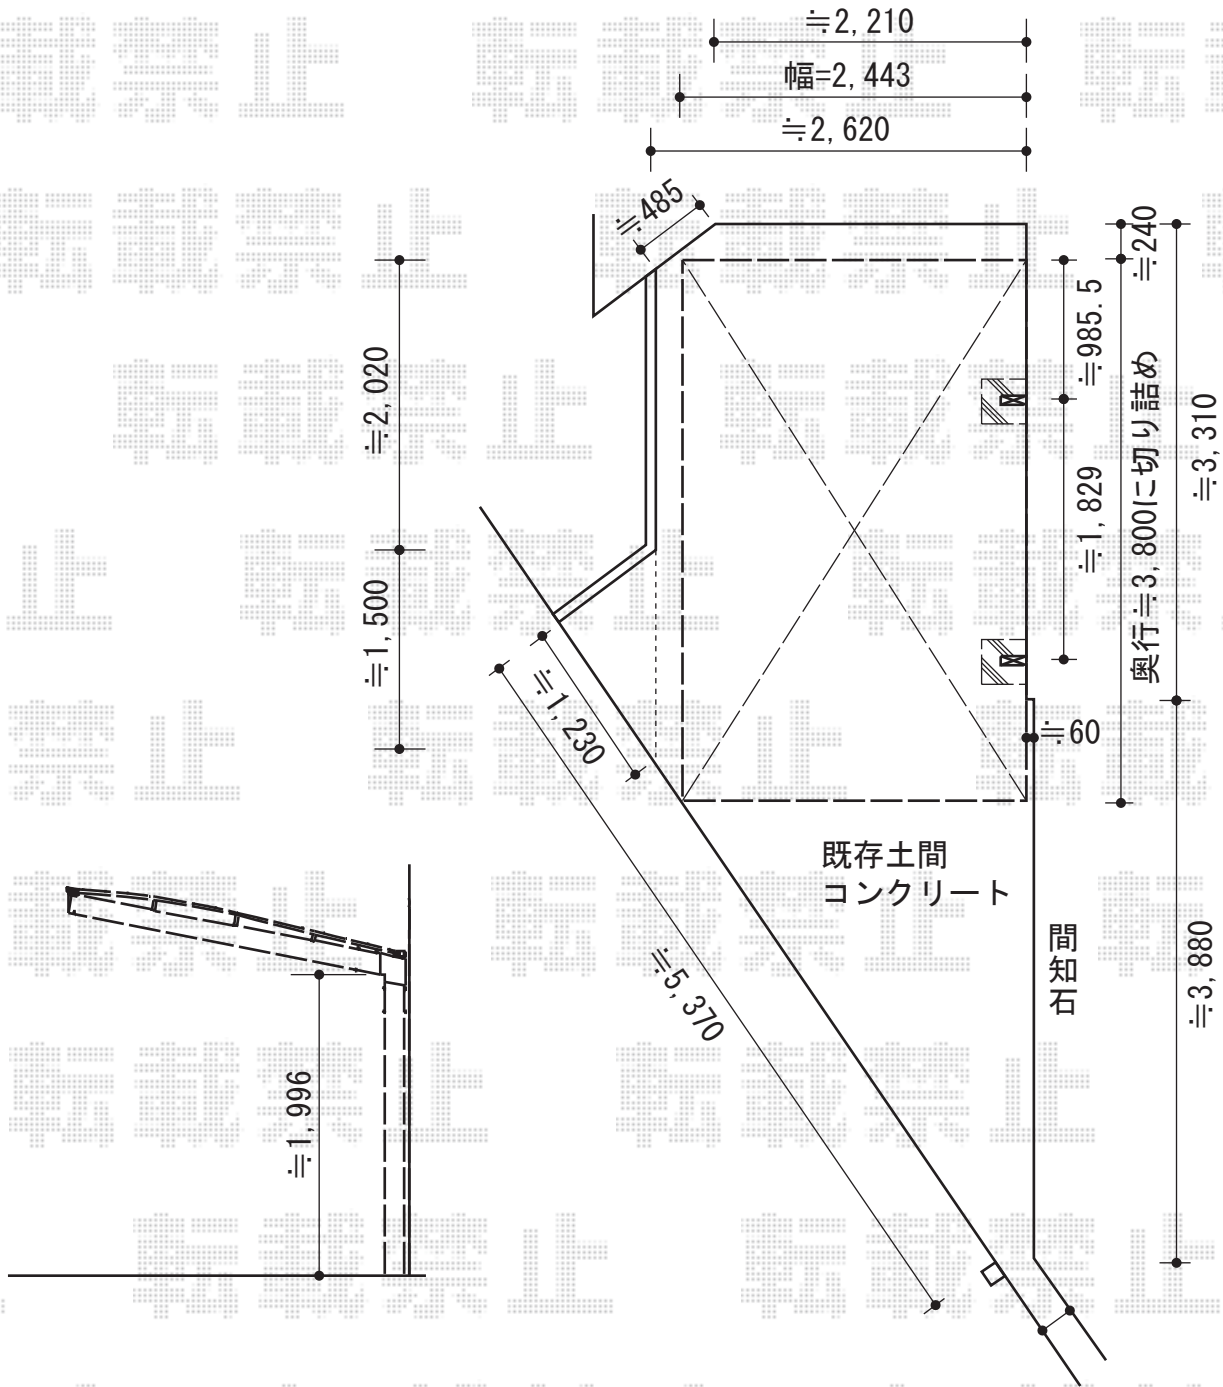 ≒2,210
幅=2,443
≒2,620
≒485
≒240
≒985.5
≒2,020
奥行≒3,800に切り詰め
≒3,310
≒1,829
≒1,500
≒1,230
≒60
既存土間
コンクリート
間知石
≒3,880
≒5,370
≒1,996
転載禁止